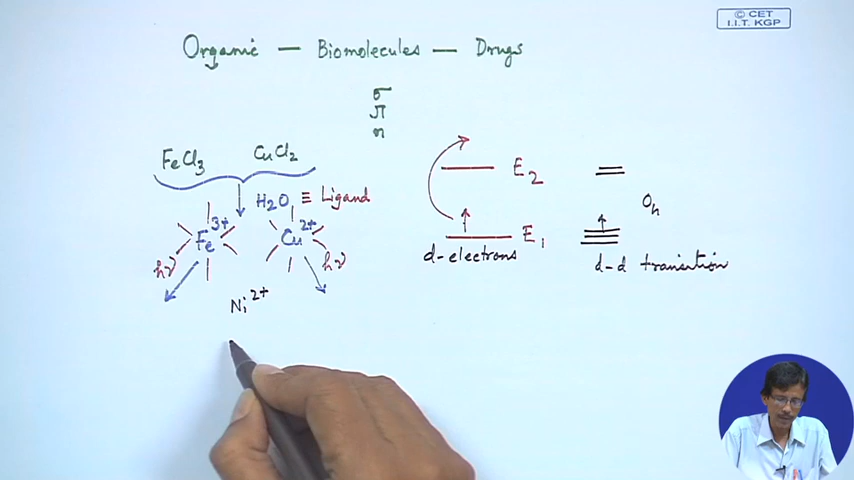 © CET
I.I.T. KGP
Organic — Biomolecules — Drugs
σ
π
n
FeCl3 CuCl2
H2O ≡ Ligand
Fe3+ Cu2+
hν hν
Ni2+
E2
E1
d-electrons
Oh
d-d transition